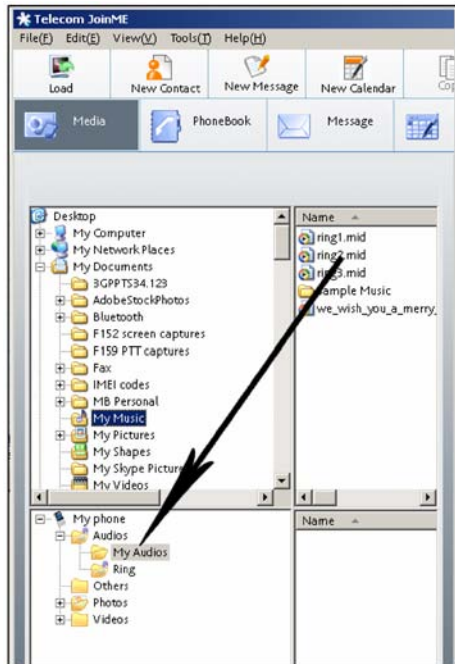 Telecom JoinME
File(F) Edit(E) View(V) Tools(T) Help(H)
Load New Contact New Message New Calendar
Media PhoneBook Message
Desktop
My Computer
My Network Places
My Documents
3GPPTS34.123
AdobeStockPhotos
Bluetooth
F152 screen captures
F159 PTT captures
Fax
IMEI codes
MB Personal
My Music
My Pictures
My Shapes
My Skype Picture
My Videos
Name
ring1.mid
ring2.mid
ring3.mid
Sample Music
we_wish_you_a_merry_
My phone
Audios
My Audios
Ring
Others
Photos
Videos
Name